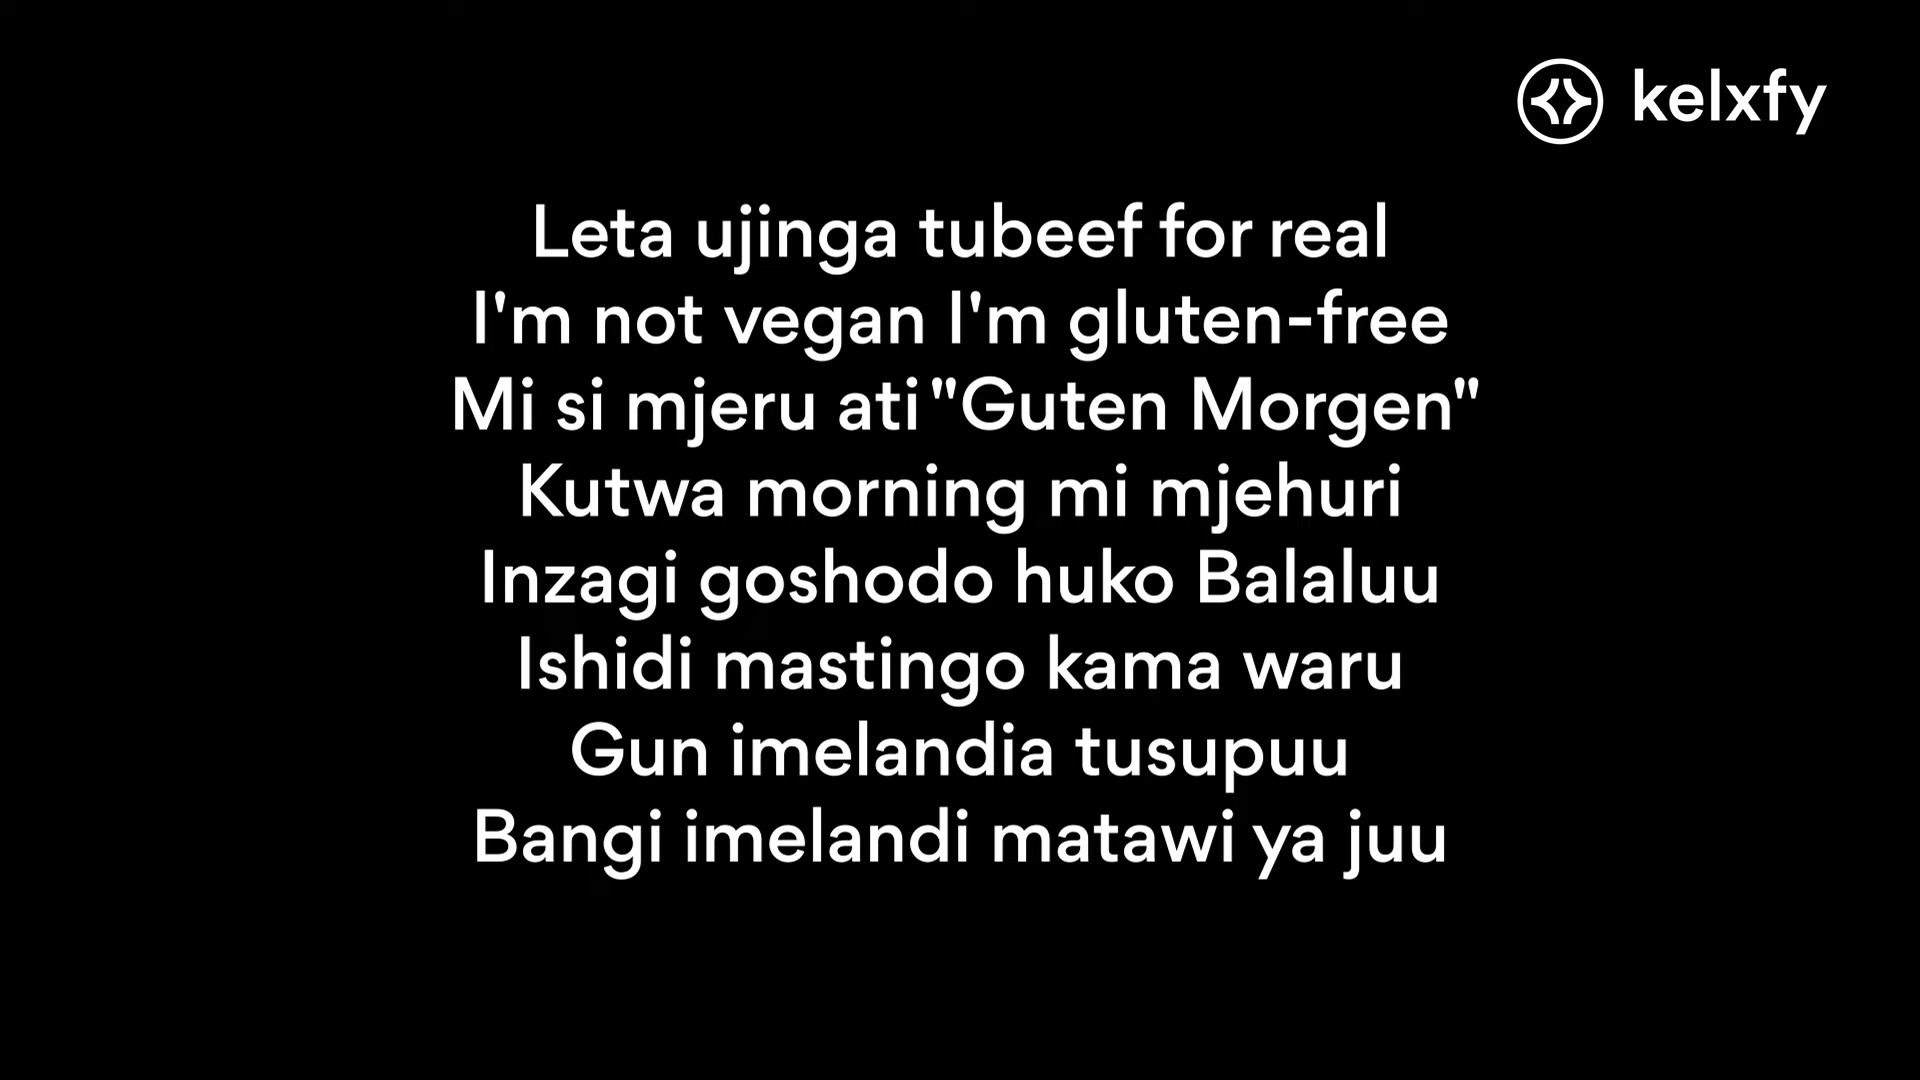 kelxfy
Leta ujinga tubeef for real
I'm not vegan I'm gluten-free
Mi si mjeru ati "Guten Morgen"
Kutwa morning mi mjehuri
Inzagi goshodo huko Balaluu
Ishidi mastingo kama waru
Gun imelandia tusupuu
Bangi imelandi matawi ya juu